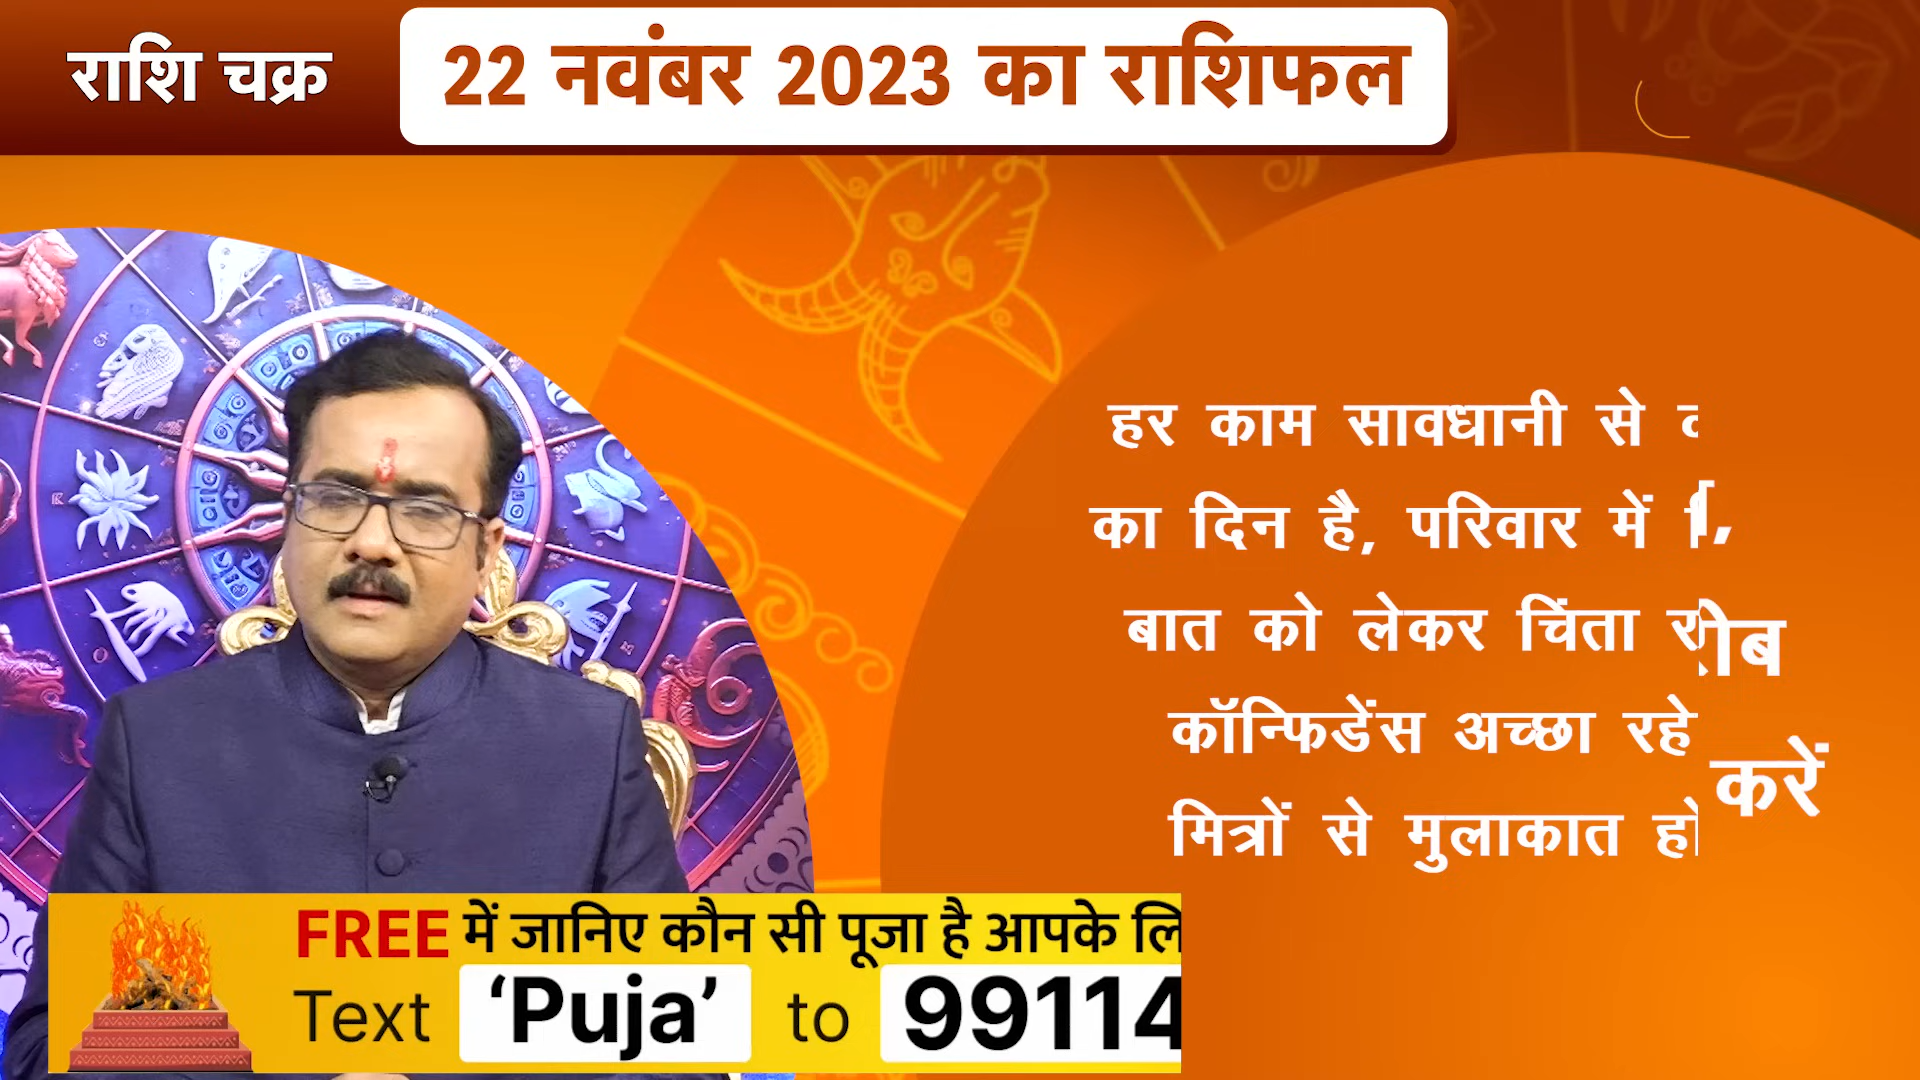 राशि चक्र
22 नवंबर 2023 का राशिफल
हर काम सावधानी से
का दिन है, परिवार में
बात को लेकर चिंता
कॉन्फिडेंस अच्छा रहे
मित्रों से मुलाकात
करें
FREE में जानिए कौन सी पूजा है आपके
Text ‘Puja’ to 99114